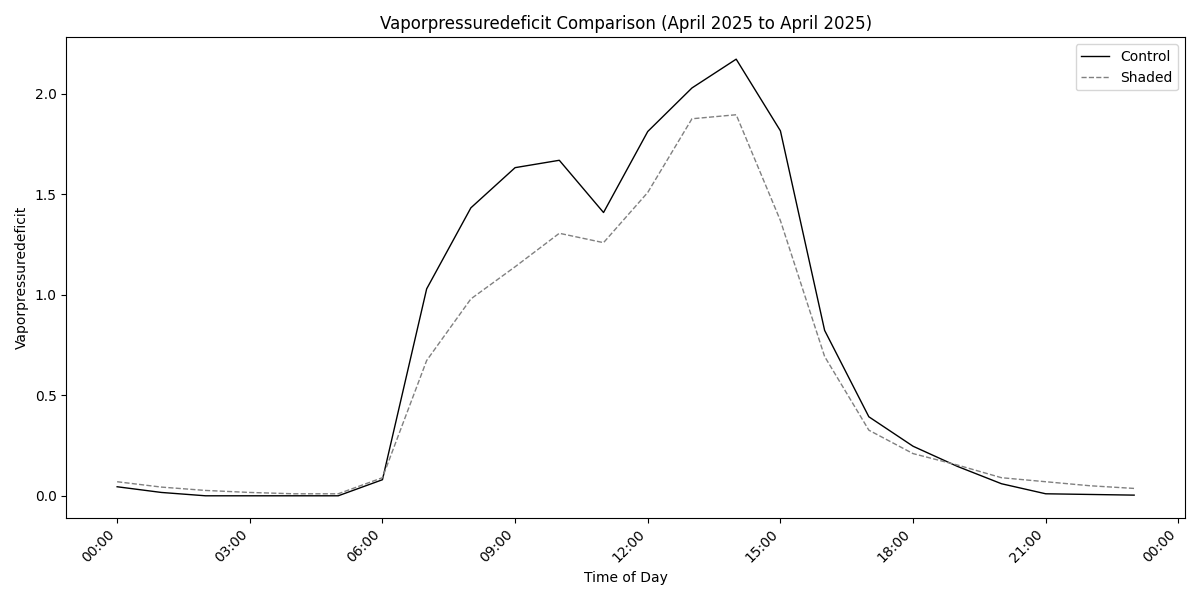 Vaporpressuredeficit Comparison (April 2025 to April 2025)
Control
Shaded
2.0
1.5
1.0
0.5
0.0
Vaporpressuredeficit
00:00
03:00
06:00
09:00
12:00
15:00
18:00
21:00
00:00
Time of Day